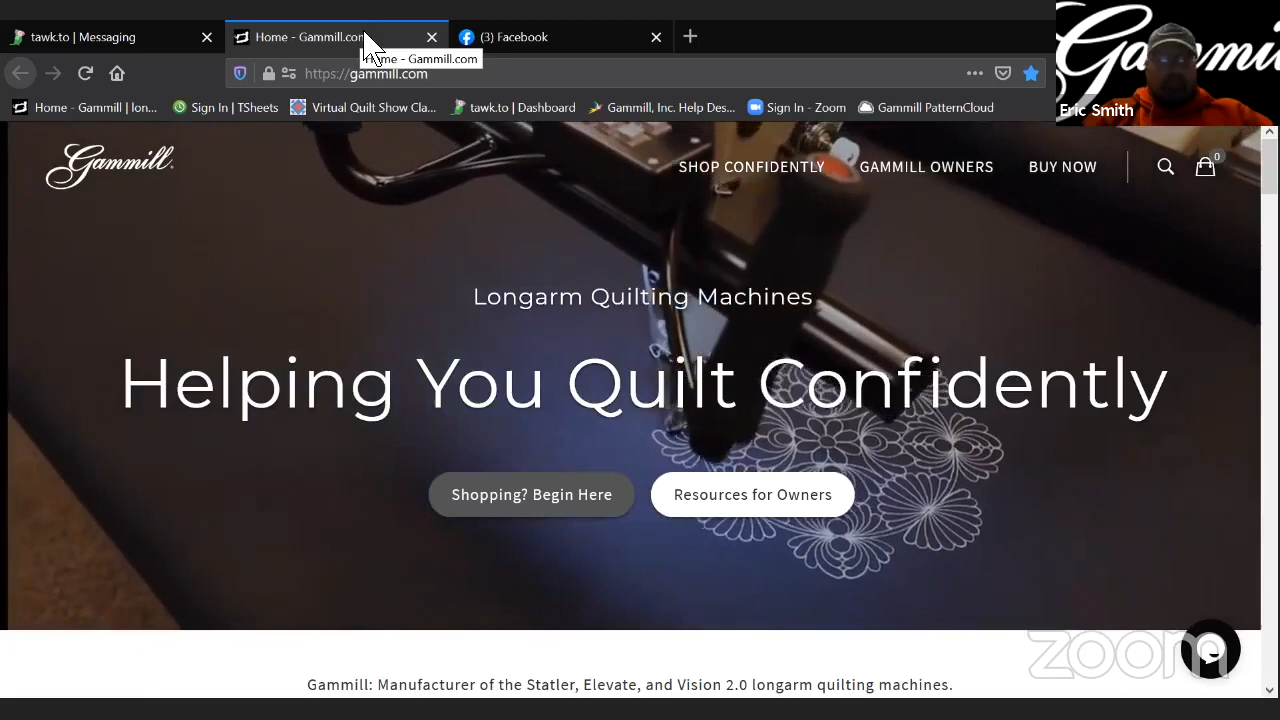 tawk.to | Messaging
Home - Gammill.com
(3) Facebook
Home - Gammill.com
https://gammill.com
Home - Gammill | lon...
Sign In | TSheets
Virtual Quilt Show Cla...
tawk.to | Dashboard
Gammill, Inc. Help Des...
Sign In - Zoom
Gammill PatternCloud
Gammill
Eric Smith
Gammill
SHOP CONFIDENTLY
GAMMILL OWNERS
BUY NOW
0
Longarm Quilting Machines
Helping You Quilt Confidently
Shopping? Begin Here
Resources for Owners
zoom
Gammill: Manufacturer of the Statler, Elevate, and Vision 2.0 longarm quilting machines.